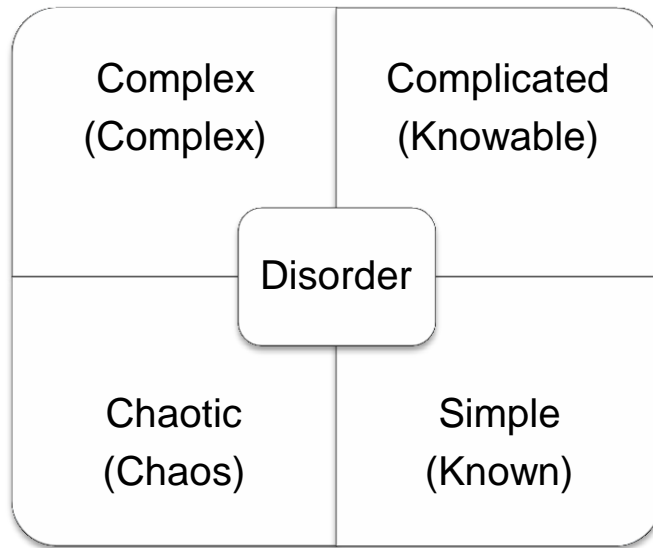 Complex
(Complex)
Complicated
(Knowable)
Disorder
Chaotic
(Chaos)
Simple
(Known)